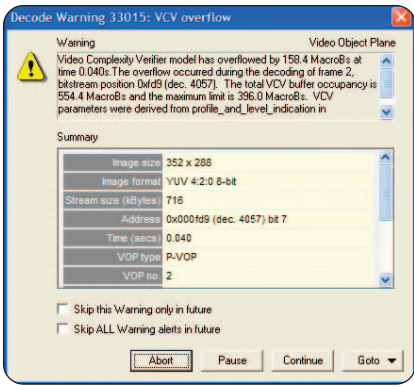 Decode Warning 33015: VCV overflow
Warning Video Object Plane
Video Complexity Verifier model has overflowed by 158.4 MacroBs at
time 0.040s.The overflow occurred during the decoding of frame 2,
bitstream position 0xfd9 (dec. 4057). The total VCV buffer occupancy is
554.4 MacroBs and the maximum limit is 396.0 MacroBs. VCV
parameters were derived from profile_and_level_indication in
Summary
Image size 352 x 288
Image format YUV 4:2:0 8-bit
Stream size (kBytes) 716
Address 0x000fd9 (dec. 4057) bit 7
Time (secs) 0.040
VOP type P-VOP
VOP no. 2
Skip this Warning only in future
Skip ALL Warning alerts in future
Abort Pause Continue Goto